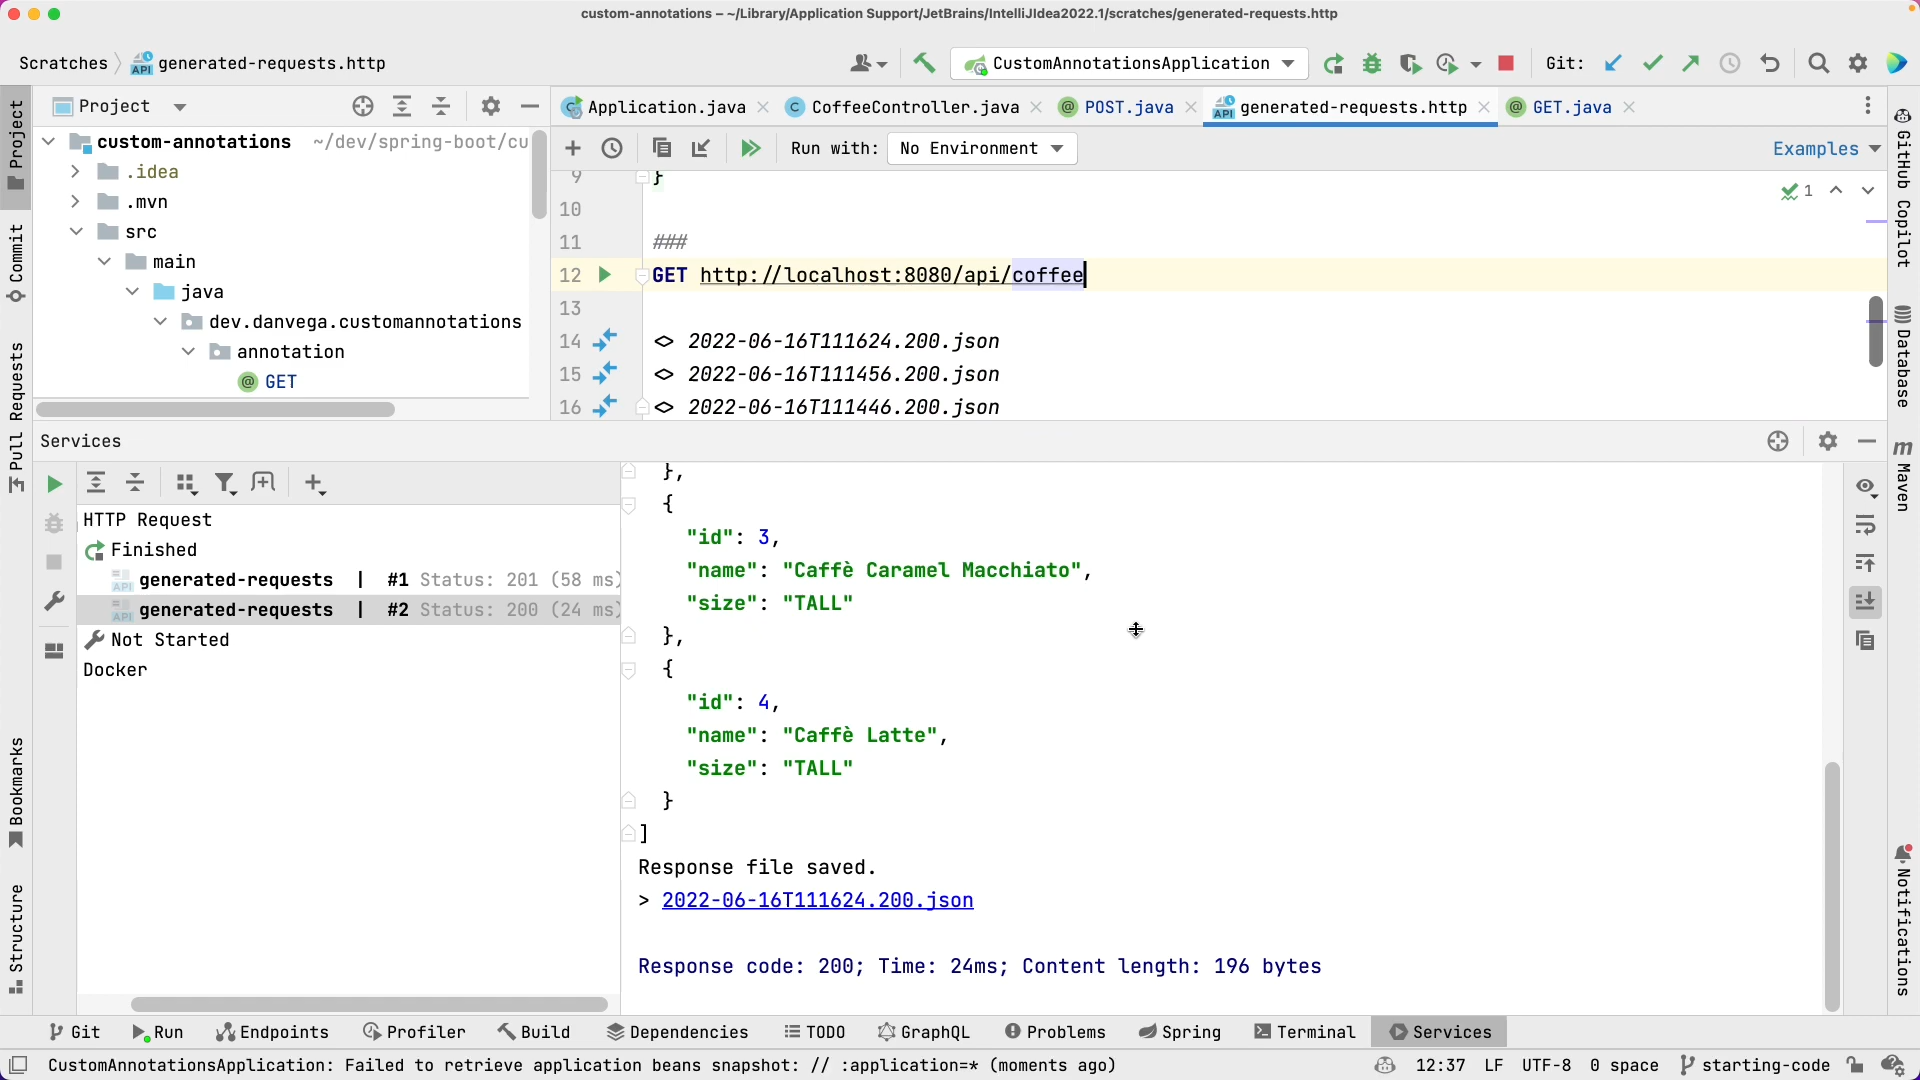 custom-annotations – ~/Library/Application Support/JetBrains/IntelliJIdea2022.1/scratches/generated-requests.http
Scratches
generated-requests.http
CustomAnnotationsApplication
Git:
Project
Application.java
CoffeeController.java
POST.java
generated-requests.http
GET.java
Run with:
No Environment
Examples
custom-annotations ~/dev/spring-boot/cu
.idea
.mvn
src
main
java
dev.danvega.customannotations
annotation
GET
9 }
10
11 ###
12 GET http://localhost:8080/api/coffee
13
14 <> 2022-06-16T111624.200.json
15 <> 2022-06-16T111456.200.json
16 <> 2022-06-16T111446.200.json
1
Project
Commit
Pull Requests
Bookmarks
Structure
GitHub Copilot
Database
Maven
Notifications
Services
HTTP Request
Finished
generated-requests | #1 Status: 201 (58 ms)
generated-requests | #2 Status: 200 (24 ms)
Not Started
Docker
},
{
"id": 3,
"name": "Caffè Caramel Macchiato",
"size": "TALL"
},
{
"id": 4,
"name": "Caffè Latte",
"size": "TALL"
}
]
Response file saved.
> 2022-06-16T111624.200.json
Response code: 200; Time: 24ms; Content length: 196 bytes
Git
Run
Endpoints
Profiler
Build
Dependencies
TODO
GraphQL
Problems
Spring
Terminal
Services
CustomAnnotationsApplication: Failed to retrieve application beans snapshot: // :application=* (moments ago)
12:37
LF
UTF-8
0 space
starting-code